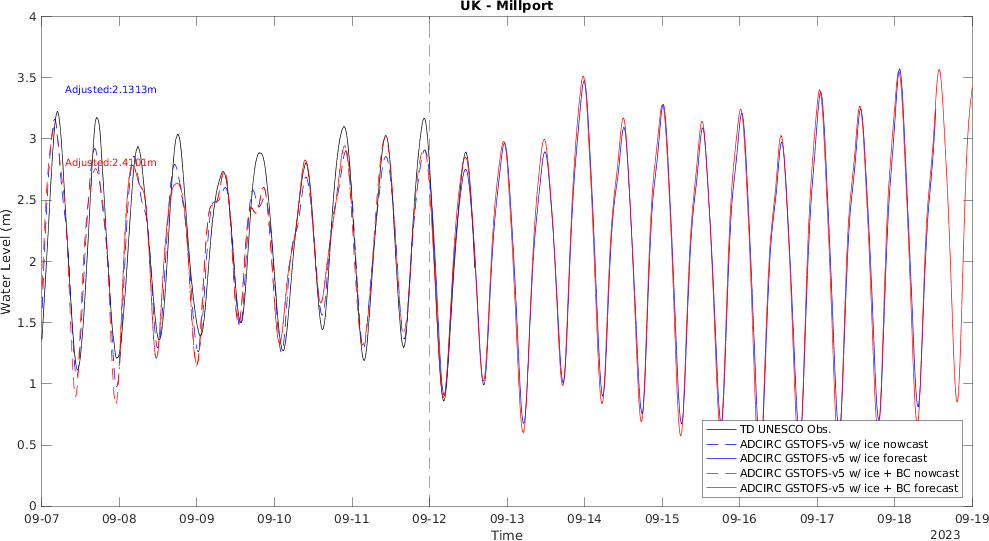 UK - Millport
4
3.5
3
2.5
2
1.5
1
0.5
0
Water Level (m)
Adjusted:2.1313m
Adjusted:2.4101m
TD UNESCO Obs.
ADCIRC GSTOFS-v5 w/ ice nowcast
ADCIRC GSTOFS-v5 w/ ice forecast
ADCIRC GSTOFS-v5 w/ ice + BC nowcast
ADCIRC GSTOFS-v5 w/ ice + BC forecast
09-07 09-08 09-09 09-10 09-11 09-12 09-13 09-14 09-15 09-16 09-17 09-18 09-19
Time
2023